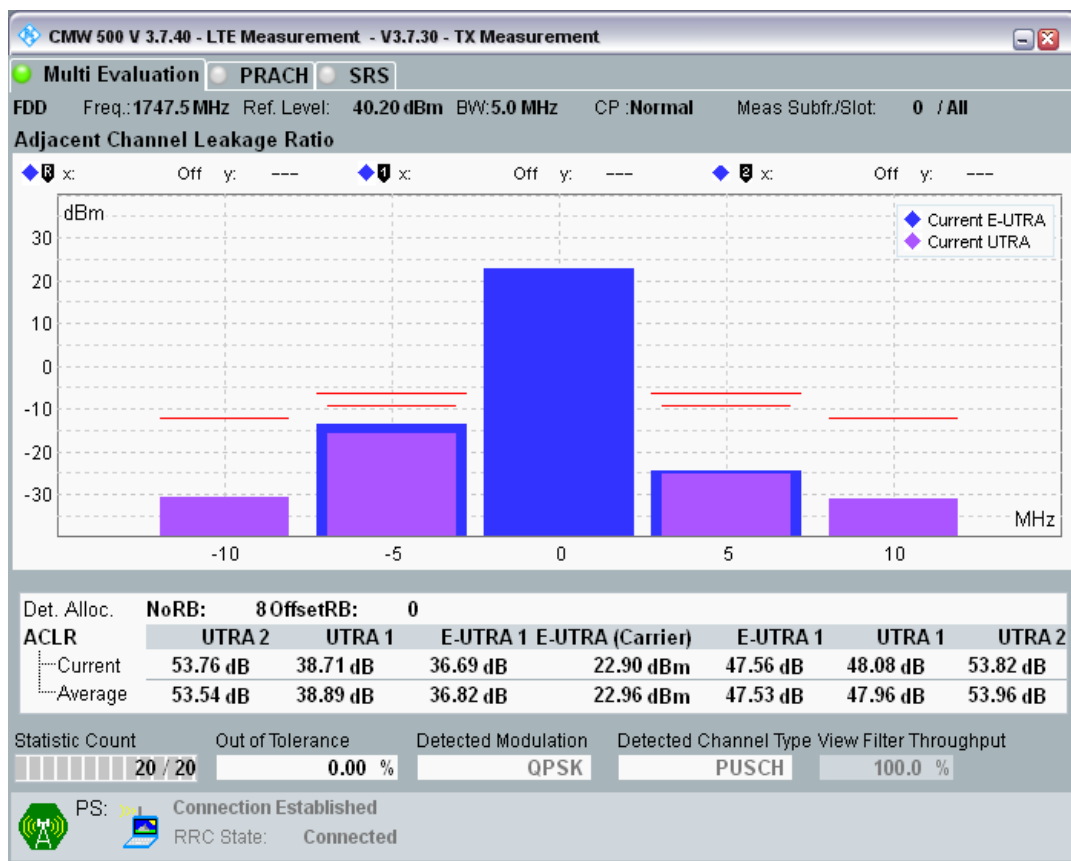 CMW 500 V 3.7.40 - LTE Measurement - V3.7.30 - TX Measurement
Multi Evaluation PRACH SRS
FDD Freq.: 1747.5 MHz Ref. Level: 40.20 dBm BW: 5.0 MHz CP : Normal Meas Subfr./Slot: 0 / All
Adjacent Channel Leakage Ratio
R x: Off y: --- 1 x: Off y: --- 2 x: Off y: ---
dBm
Current E-UTRA
Current UTRA
30
20
10
0
-10
-20
-30
MHz
-10 -5 0 5 10
Det. Alloc. NoRB: 8 OffsetRB: 0
ACLR UTRA 2 UTRA 1 E-UTRA 1 E-UTRA (Carrier) E-UTRA 1 UTRA 1 UTRA 2
Current 53.76 dB 38.71 dB 36.69 dB 22.90 dBm 47.56 dB 48.08 dB 53.82 dB
Average 53.54 dB 38.89 dB 36.82 dB 22.96 dBm 47.53 dB 47.96 dB 53.96 dB
Statistic Count Out of Tolerance Detected Modulation Detected Channel Type View Filter Throughput
20 / 20 0.00 % QPSK PUSCH 100.0 %
PS: Connection Established
RRC State: Connected